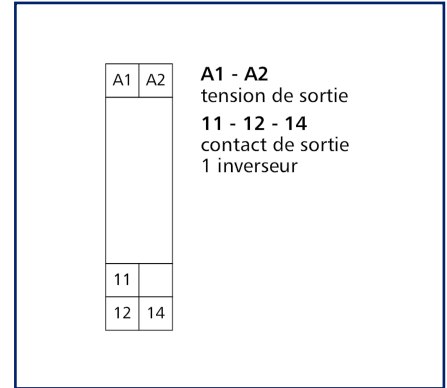 A1 A2
A1 - A2
tension de sortie
11 - 12 - 14
contact de sortie
1 inverseur
11
12 14